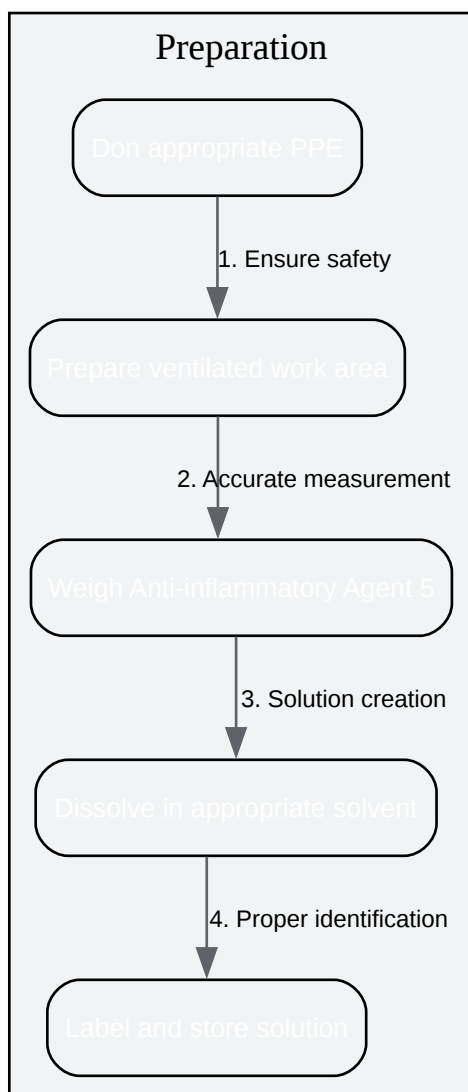 Preparation
Don appropriate PPE
1. Ensure safety
Prepare ventilated work area
2. Accurate measurement
Weigh Anti-inflammatory Agent 5
3. Solution creation
Dissolve in appropriate solvent
4. Proper identification
Label and store solution